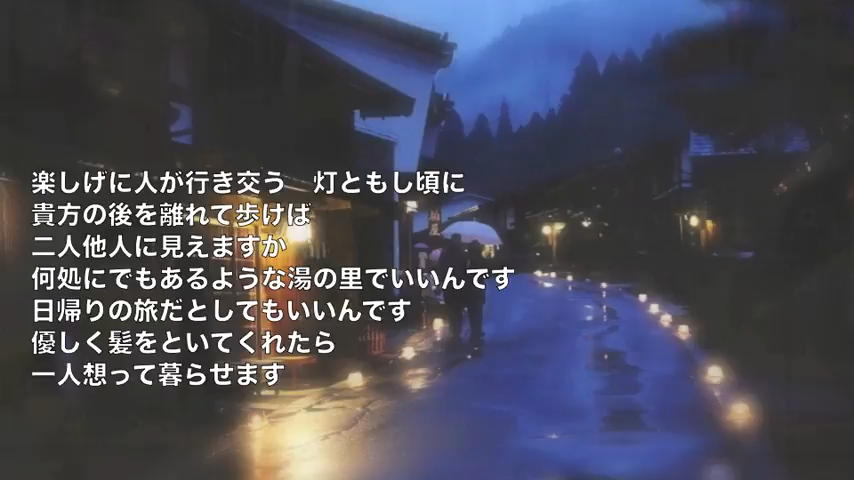 楽しげに人が行き交う　灯ともし頃に
貴方の後を離れて歩けば
二人他人に見えますか
何処にでもあるような湯の里でいいんです
日帰りの旅だとしてもいいんです
優しく髪をといてくれたら
一人想って暮らせます